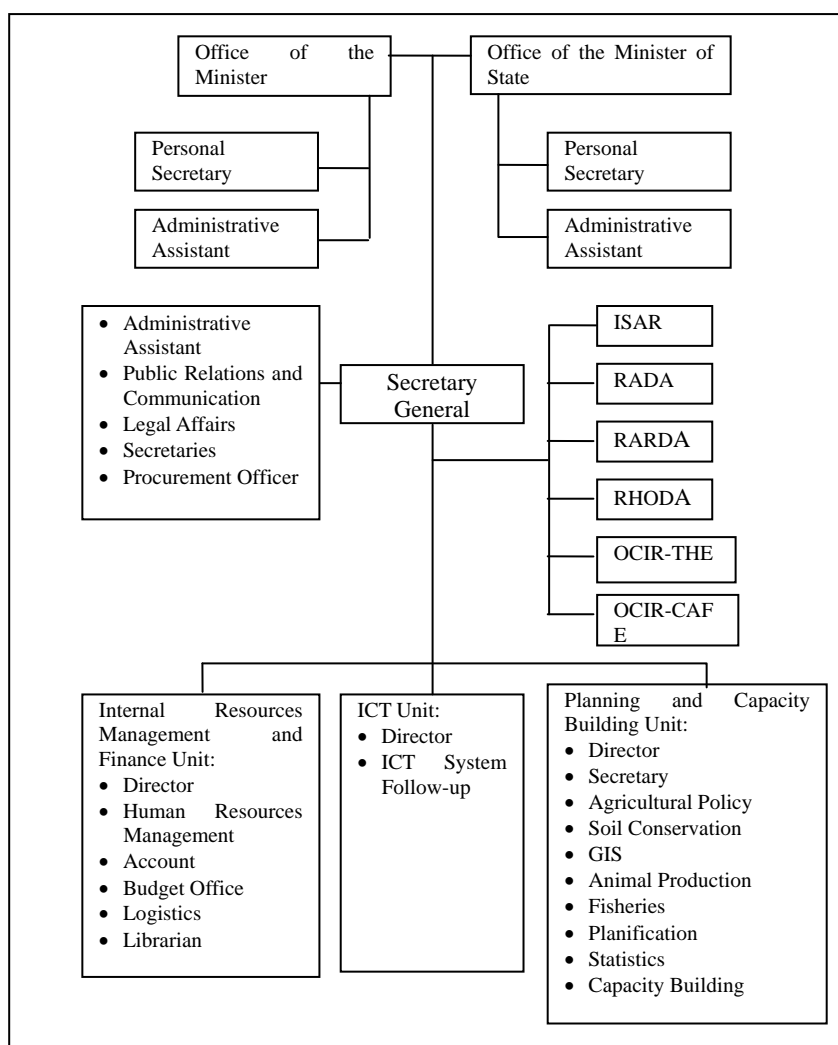 Office of the
Minister
Office of the Minister of
State
Personal
Secretary
Administrative
Assistant
Personal
Secretary
Administrative
Assistant
• Administrative
Assistant
• Public Relations and
Communication
• Legal Affairs
• Secretaries
• Procurement Officer
Secretary
General
ISAR
RADA
RARDA
RHODA
OCIR-THE
OCIR-CAF
E
Internal Resources
Management and
Finance Unit:
• Director
• Human Resources
Management
• Account
• Budget Office
• Logistics
• Librarian
ICT Unit:
• Director
• ICT System
Follow-up
Planning and Capacity
Building Unit:
• Director
• Secretary
• Agricultural Policy
• Soil Conservation
• GIS
• Animal Production
• Fisheries
• Planification
• Statistics
• Capacity Building